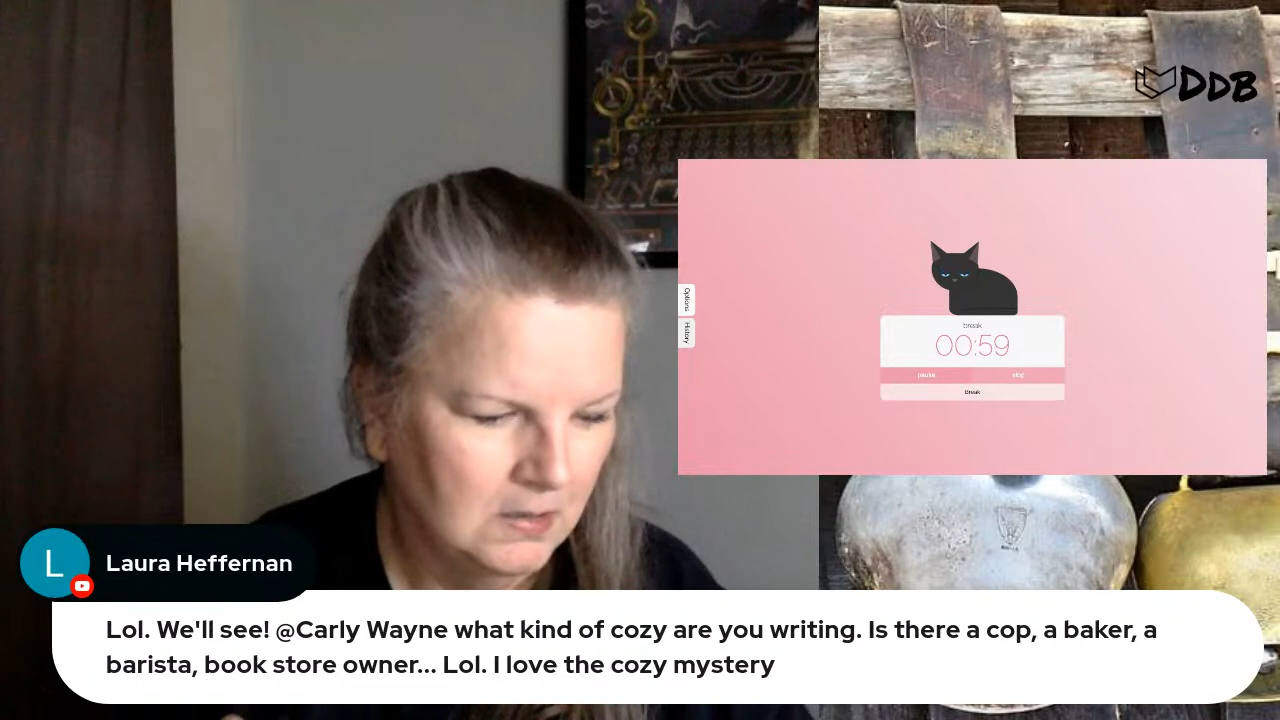 DDB
Options
History
break
00:59
pause stop
Break
L
Laura Heffernan
Lol. We'll see! @Carly Wayne what kind of cozy are you writing. Is there a cop, a baker, a
barista, book store owner... Lol. I love the cozy mystery